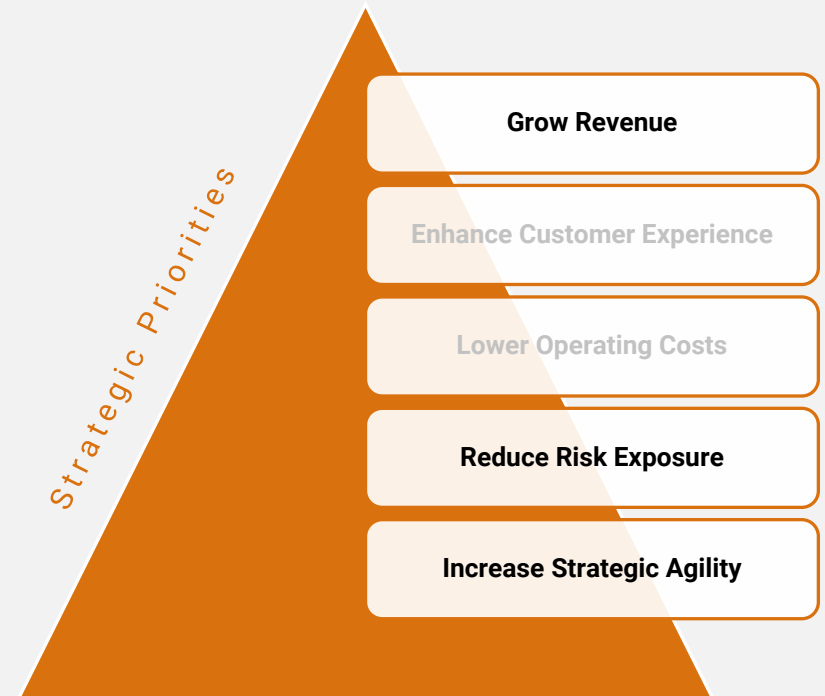 Strategic Priorities
Grow Revenue
Enhance Customer Experience
Lower Operating Costs
Reduce Risk Exposure
Increase Strategic Agility